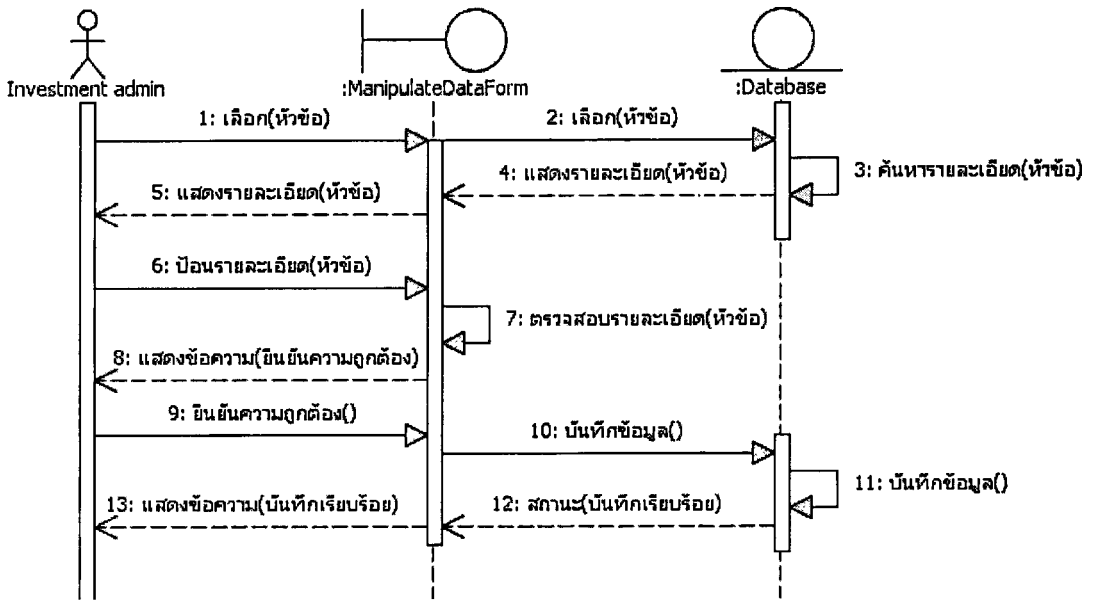 Investment admin
:ManipulateDataForm
:Database
1: เลือก(หัวข้อ)
2: เลือก(หัวข้อ)
3: ค้นหารายละเอียด(หัวข้อ)
4: แสดงรายละเอียด(หัวข้อ)
5: แสดงรายละเอียด(หัวข้อ)
6: ป้อนรายละเอียด(หัวข้อ)
7: ตรวจสอบรายละเอียด(หัวข้อ)
8: แสดงข้อความ(ยืนยันความถูกต้อง)
9: ยืนยันความถูกต้อง()
10: บันทึกข้อมูล()
11: บันทึกข้อมูล()
12: สถานะ(บันทึกเรียบร้อย)
13: แสดงข้อความ(บันทึกเรียบร้อย)